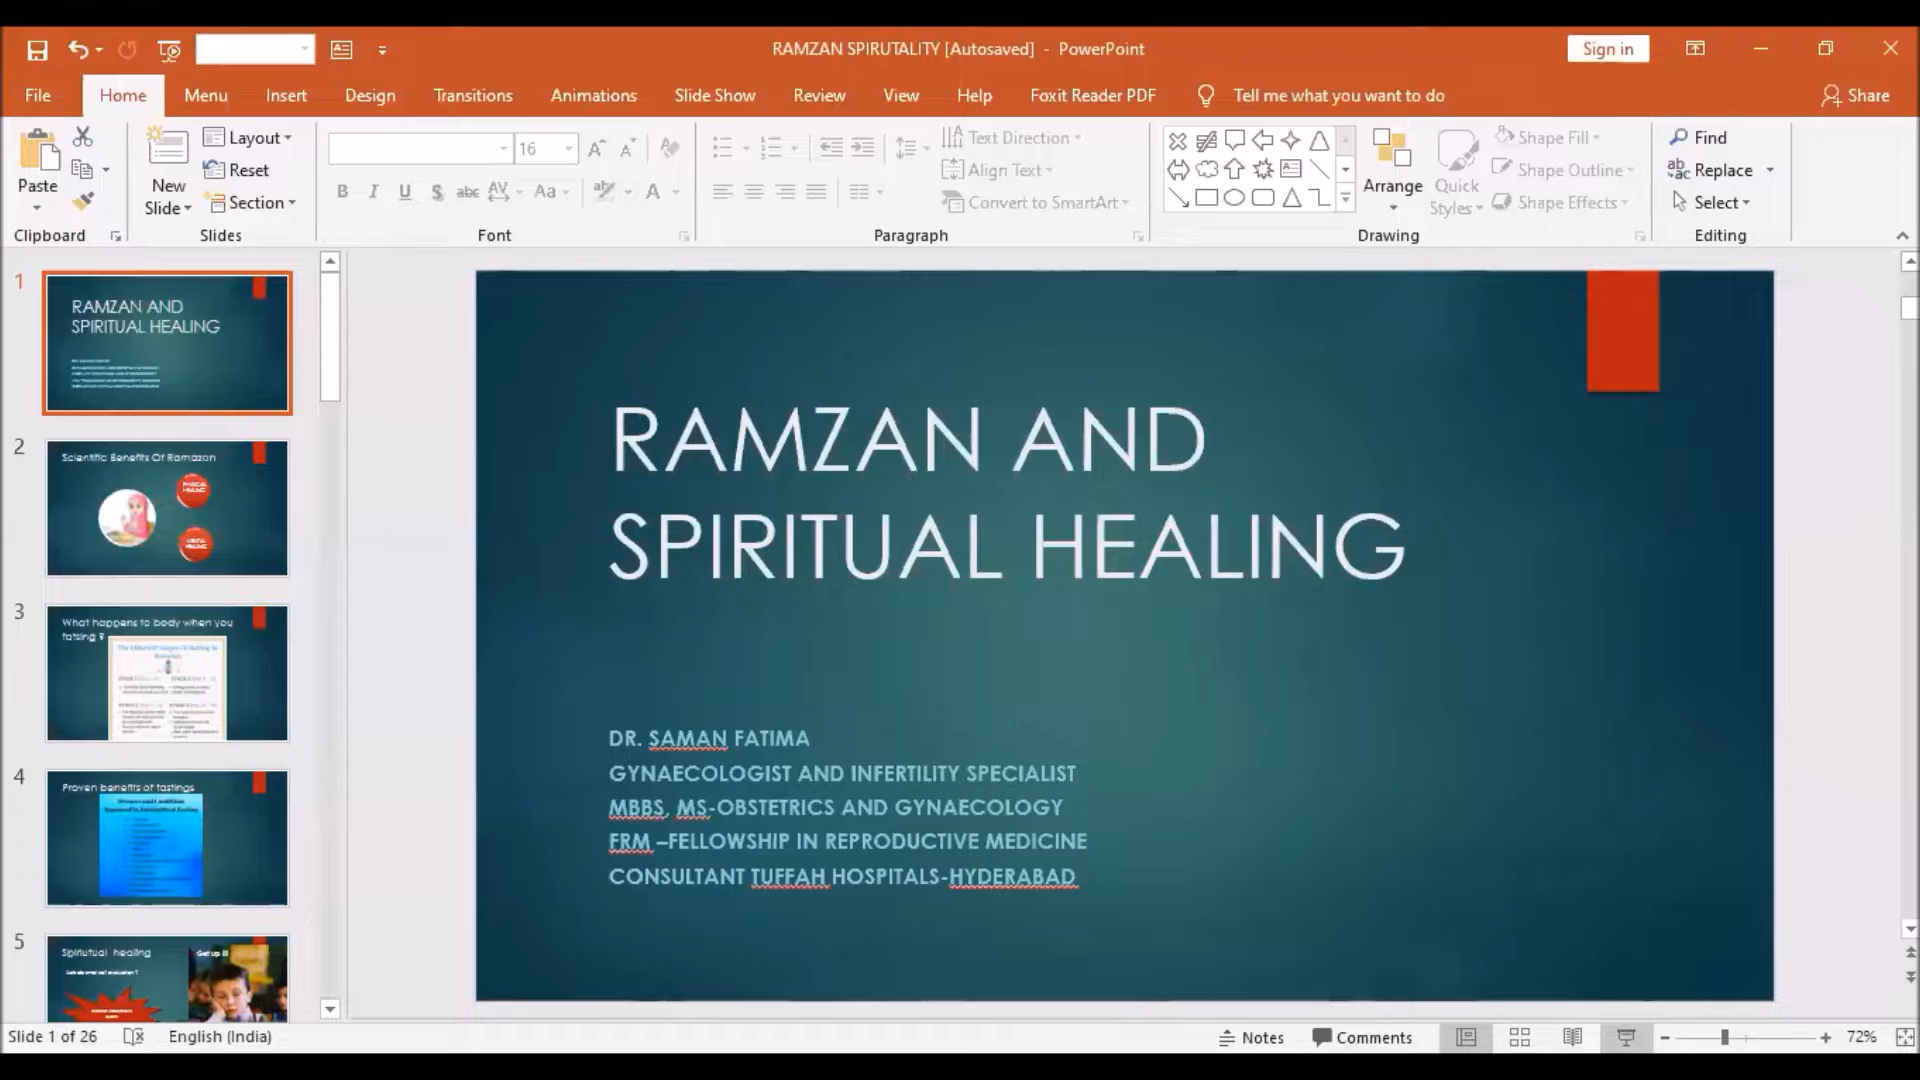 RAMZAN SPIRUTALITY [Autosaved] - PowerPoint
Sign in
File Home Menu Insert Design Transitions Animations Slide Show Review View Help Foxit Reader PDF Tell me what you want to do Share
Paste
New Slide
Layout
Reset
Section
16
Text Direction
Align Text
Convert to SmartArt
Arrange
Quick Styles
Shape Fill
Shape Outline
Shape Effects
Find
Replace
Select
Clipboard Slides Font Paragraph Drawing Editing
1
RAMZAN AND
SPIRITUAL HEALING
2
Scientific Benefits Of Ramazan
3
What happens to body when you
fatsing ?
4
Proven benefits of fastings
5
Spirutual healing
Get up !!!
RAMZAN AND
SPIRITUAL HEALING
DR. SAMAN FATIMA
GYNAECOLOGIST AND INFERTILITY SPECIALIST
MBBS, MS-OBSTETRICS AND GYNAECOLOGY
FRM –FELLOWSHIP IN REPRODUCTIVE MEDICINE
CONSULTANT TUFFAH HOSPITALS-HYDERABAD
Slide 1 of 26 English (India) Notes Comments 72%